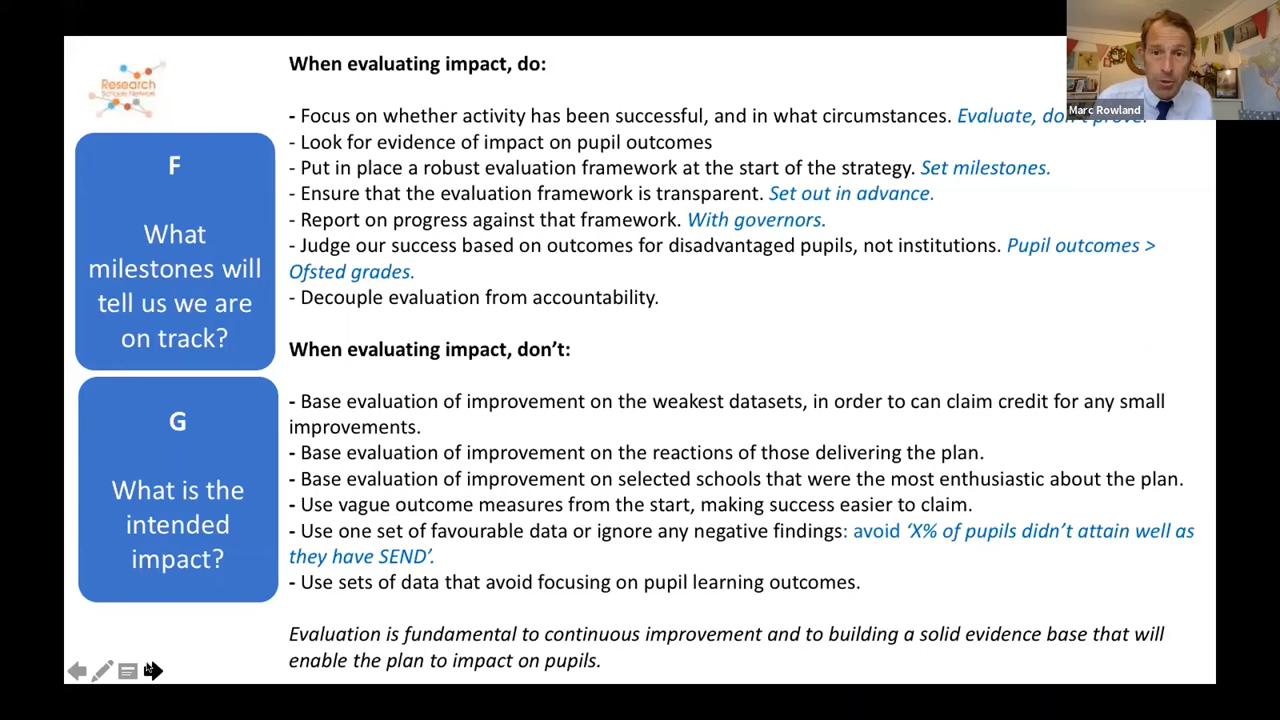 Research
Schools Network
F
What
milestones will
tell us we are
on track?
G
What is the
intended
impact?
When evaluating impact, do:
- Focus on whether activity has been successful, and in what circumstances. Evaluate, don't prove.
- Look for evidence of impact on pupil outcomes
- Put in place a robust evaluation framework at the start of the strategy. Set milestones.
- Ensure that the evaluation framework is transparent. Set out in advance.
- Report on progress against that framework. With governors.
- Judge our success based on outcomes for disadvantaged pupils, not institutions. Pupil outcomes >
Ofsted grades.
- Decouple evaluation from accountability.
When evaluating impact, don't:
- Base evaluation of improvement on the weakest datasets, in order to can claim credit for any small
improvements.
- Base evaluation of improvement on the reactions of those delivering the plan.
- Base evaluation of improvement on selected schools that were the most enthusiastic about the plan.
- Use vague outcome measures from the start, making success easier to claim.
- Use one set of favourable data or ignore any negative findings: avoid ‘X% of pupils didn't attain well as
they have SEND’.
- Use sets of data that avoid focusing on pupil learning outcomes.
Evaluation is fundamental to continuous improvement and to building a solid evidence base that will
enable the plan to impact on pupils.
Marc Rowland